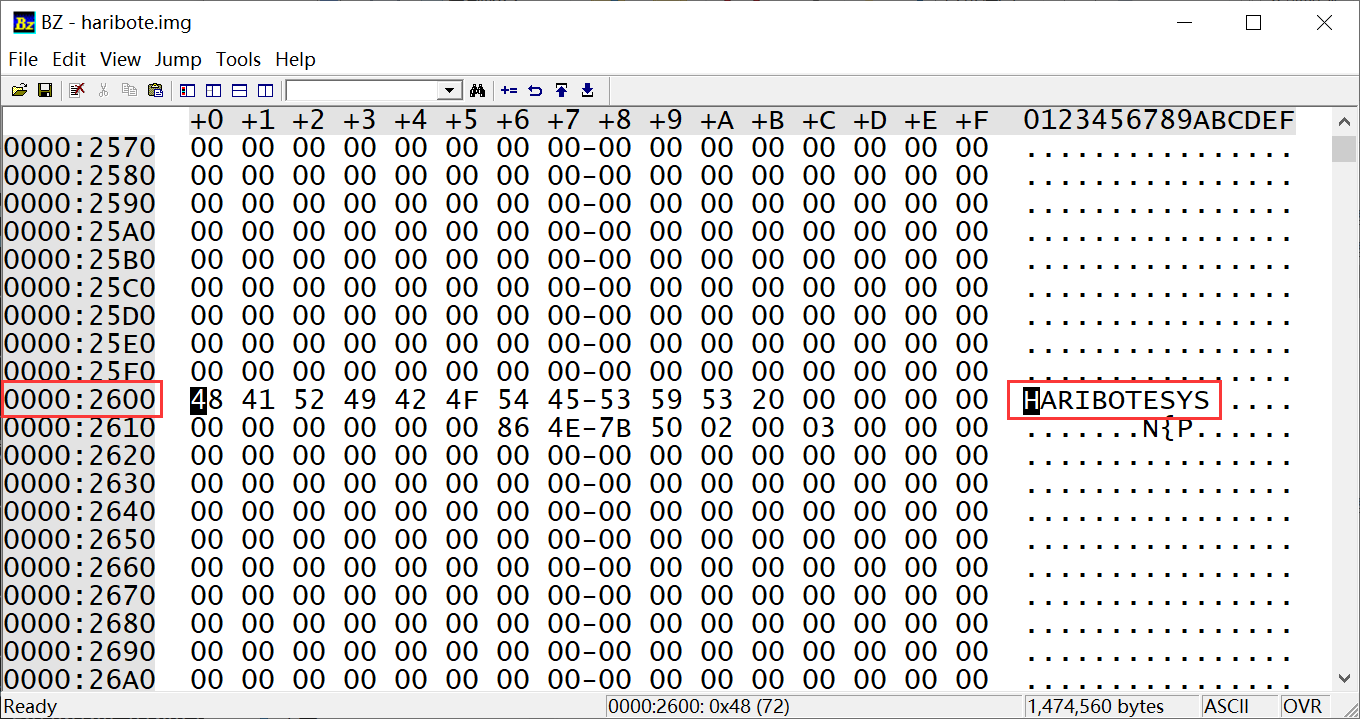 BZ - haribote.img
File Edit View Jump Tools Help
+0 +1 +2 +3 +4 +5 +6 +7 +8 +9 +A +B +C +D +E +F 0123456789ABCDEF
0000:2570 00 00 00 00 00 00 00 00-00 00 00 00 00 00 00 00 ................
0000:2580 00 00 00 00 00 00 00 00-00 00 00 00 00 00 00 00 ................
0000:2590 00 00 00 00 00 00 00 00-00 00 00 00 00 00 00 00 ................
0000:25A0 00 00 00 00 00 00 00 00-00 00 00 00 00 00 00 00 ................
0000:25B0 00 00 00 00 00 00 00 00-00 00 00 00 00 00 00 00 ................
0000:25C0 00 00 00 00 00 00 00 00-00 00 00 00 00 00 00 00 ................
0000:25D0 00 00 00 00 00 00 00 00-00 00 00 00 00 00 00 00 ................
0000:25E0 00 00 00 00 00 00 00 00-00 00 00 00 00 00 00 00 ................
0000:25F0 00 00 00 00 00 00 00 00-00 00 00 00 00 00 00 00 ................
0000:2600 48 41 52 49 42 4F 54 45-53 59 53 20 00 00 00 00 HARIBOTESYS ....
0000:2610 00 00 00 00 00 00 86 4E-7B 50 02 00 03 00 00 00 .......N{P......
0000:2620 00 00 00 00 00 00 00 00-00 00 00 00 00 00 00 00 ................
0000:2630 00 00 00 00 00 00 00 00-00 00 00 00 00 00 00 00 ................
0000:2640 00 00 00 00 00 00 00 00-00 00 00 00 00 00 00 00 ................
0000:2650 00 00 00 00 00 00 00 00-00 00 00 00 00 00 00 00 ................
0000:2660 00 00 00 00 00 00 00 00-00 00 00 00 00 00 00 00 ................
0000:2670 00 00 00 00 00 00 00 00-00 00 00 00 00 00 00 00 ................
0000:2680 00 00 00 00 00 00 00 00-00 00 00 00 00 00 00 00 ................
0000:2690 00 00 00 00 00 00 00 00-00 00 00 00 00 00 00 00 ................
0000:26A0 00 00 00 00 00 00 00 00-00 00 00 00 00 00 00 00 ................
Ready 0000:2600: 0x48 (72) 1,474,560 bytes ASCII OVR